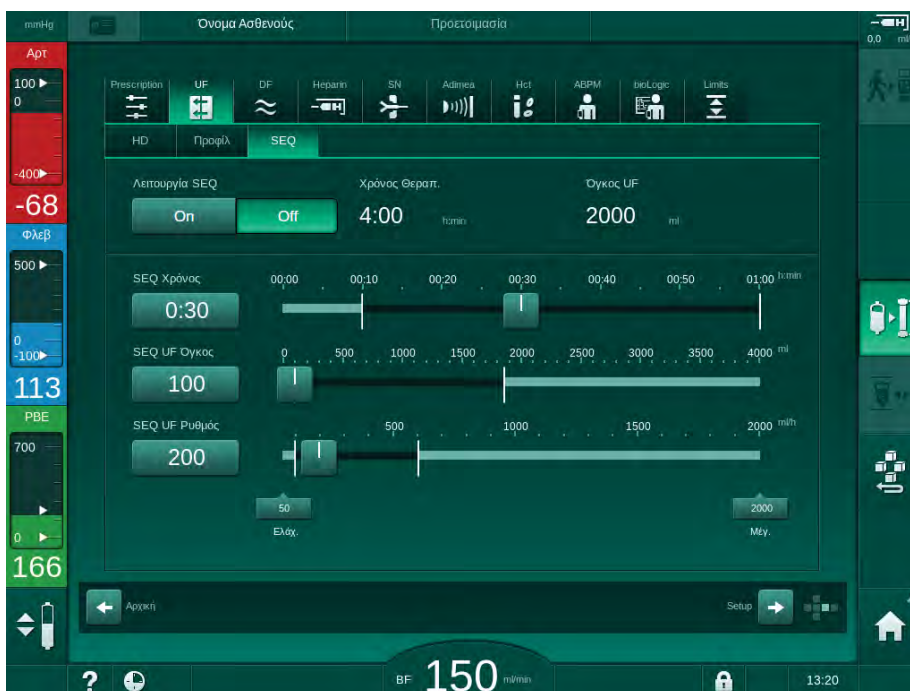 mmHg Όνομα Ασθενούς Προετοιμασία
0,0 ml/
Αρτ
100
0
-400
-68
Φλεβ
500
0
-100
113
PBE
700
0
166
Prescription UF DF Heparin SN Adimea Hct ABPM bioLogic Limits
HD Προφίλ SEQ
Λειτουργία SEQ Χρόνος Θεραπ. Όγκος UF
On Off 4:00 h:min 2000 ml
SEQ Χρόνος 00:00 00:10 00:20 00:30 00:40 00:50 01:00 h:min
0:30
SEQ UF Όγκος 0 500 1000 1500 2000 2500 3000 3500 4000 ml
100
SEQ UF Ρυθμός 500 1000 1500 2000 ml/h
200
50 2000
Ελάχ. Μέγ.
Αρχική Setup
? BF 150 ml/min 13:20